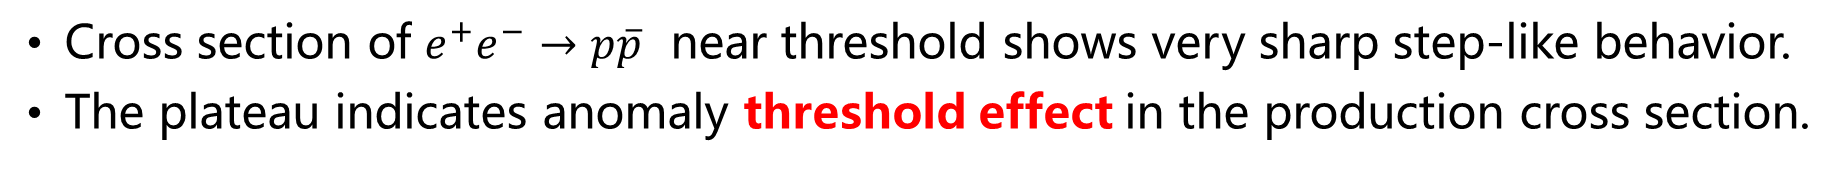 • Cross section of e⁺e⁻ → pp̄ near threshold shows very sharp step-like behavior.
• The plateau indicates anomaly threshold effect in the production cross section.